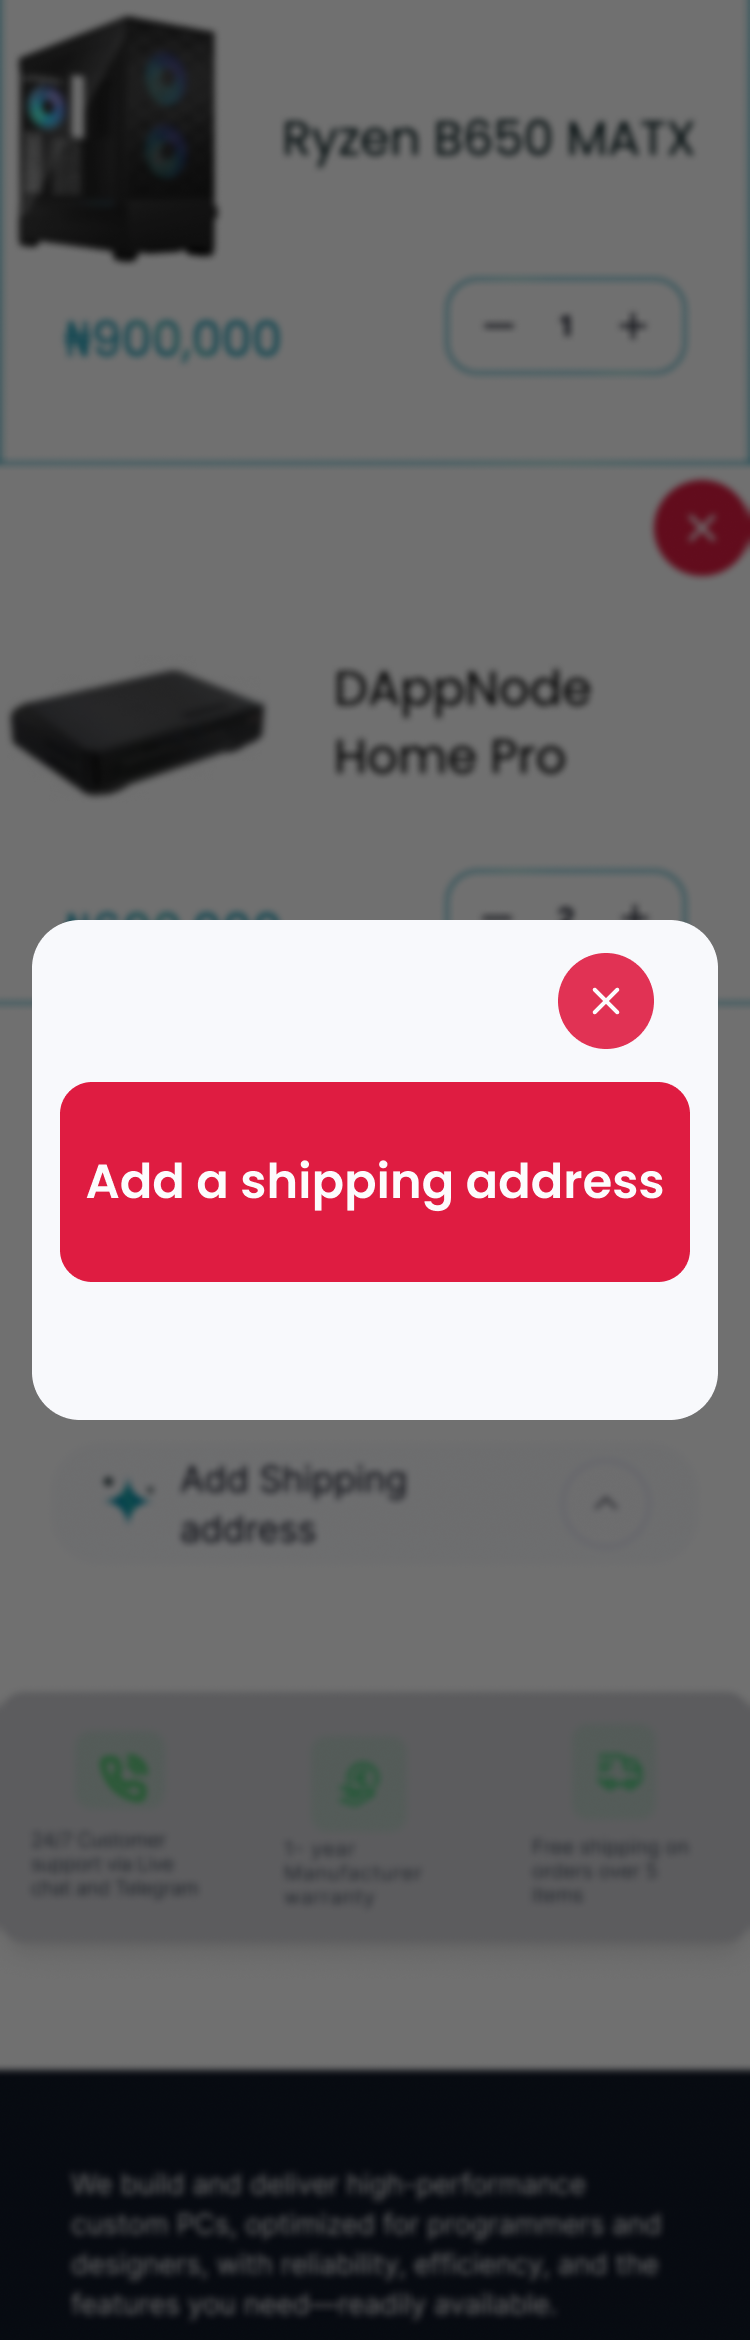 Ryzen B650 MATX
₦900,000
1
DAppNode
Home Pro
Add a shipping address
Add Shipping
address
24/7 Customer
support via Live
chat and Telegram
1- year
Manufacturer
warranty
Free shipping on
orders over 5
items
We build and deliver high-performance
custom PCs, optimized for programmers and
designers, with reliability, efficiency, and the
features you need—readily available.